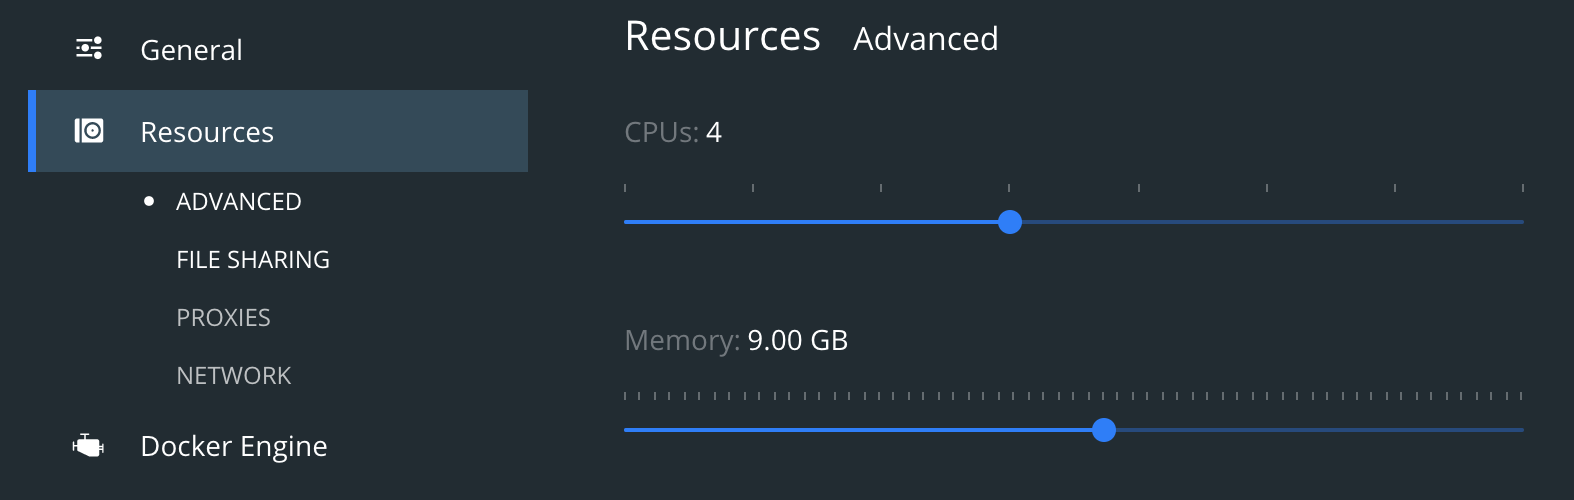 General
Resources
ADVANCED
FILE SHARING
PROXIES
NETWORK
Docker Engine
Resources Advanced
CPUs: 4
Memory: 9.00 GB